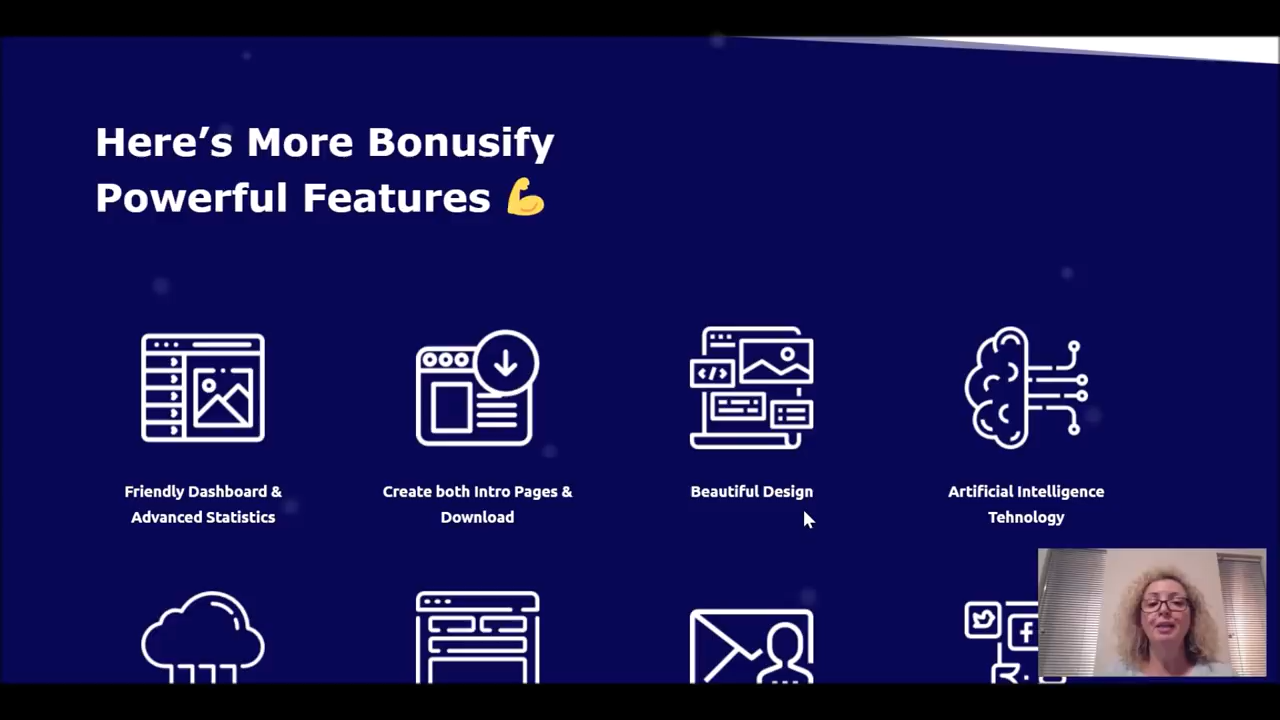 Here’s More Bonusify
Powerful Features 💪
Friendly Dashboard &
Advanced Statistics
Create both Intro Pages &
Download
Beautiful Design
Artificial Intelligence
Tehnology